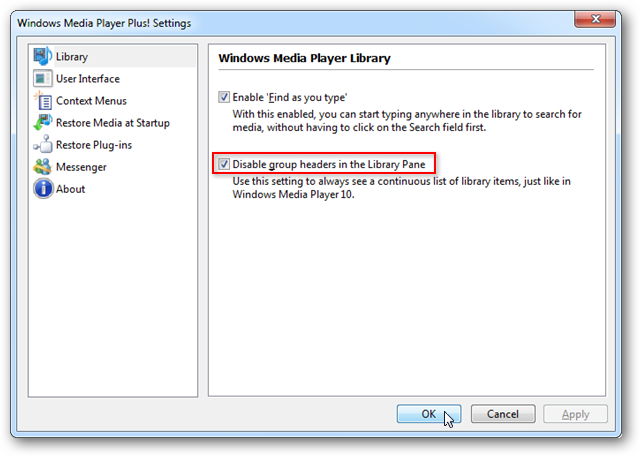 Windows Media Player Plus! Settings
Library
User Interface
Context Menus
Restore Media at Startup
Restore Plug-ins
Messenger
About
Windows Media Player Library
Enable 'Find as you type'
With this enabled, you can start typing anywhere in the library to search for
media, without having to click on the Search field first.
Disable group headers in the Library Pane
Use this setting to always see a continuous list of library items, just like in
Windows Media Player 10.
OK
Cancel
Apply